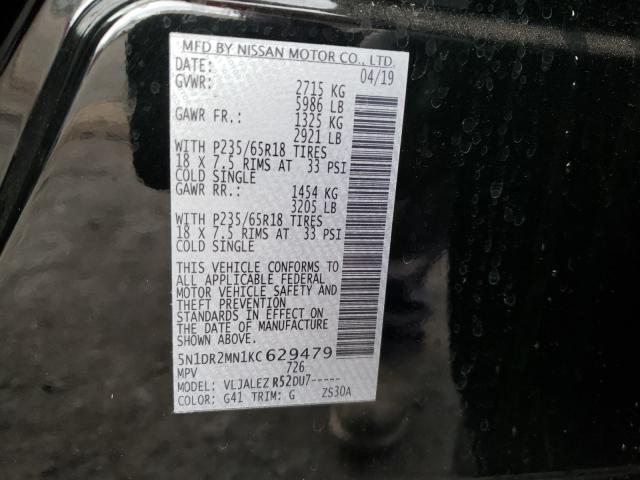 MFD BY NISSAN MOTOR CO., LTD.
DATE: 04/19
GVWR: 2715 KG
5986 LB
GAWR FR.: 1325 KG
2921 LB
WITH P235/65R18 TIRES
18 X 7.5 RIMS AT 33 PSI
COLD SINGLE
GAWR RR.: 1454 KG
3205 LB
WITH P235/65R18 TIRES
18 X 7.5 RIMS AT 33 PSI
COLD SINGLE
THIS VEHICLE CONFORMS TO
ALL APPLICABLE FEDERAL
MOTOR VEHICLE SAFETY AND
THEFT PREVENTION
STANDARDS IN EFFECT ON
THE DATE OF MANUFACTURE
SHOWN ABOVE.
5N1DR2MN1KC629479
MPV 726
MODEL: VLJALEZ R52DU7-----
COLOR: G41 TRIM: G ZS30A